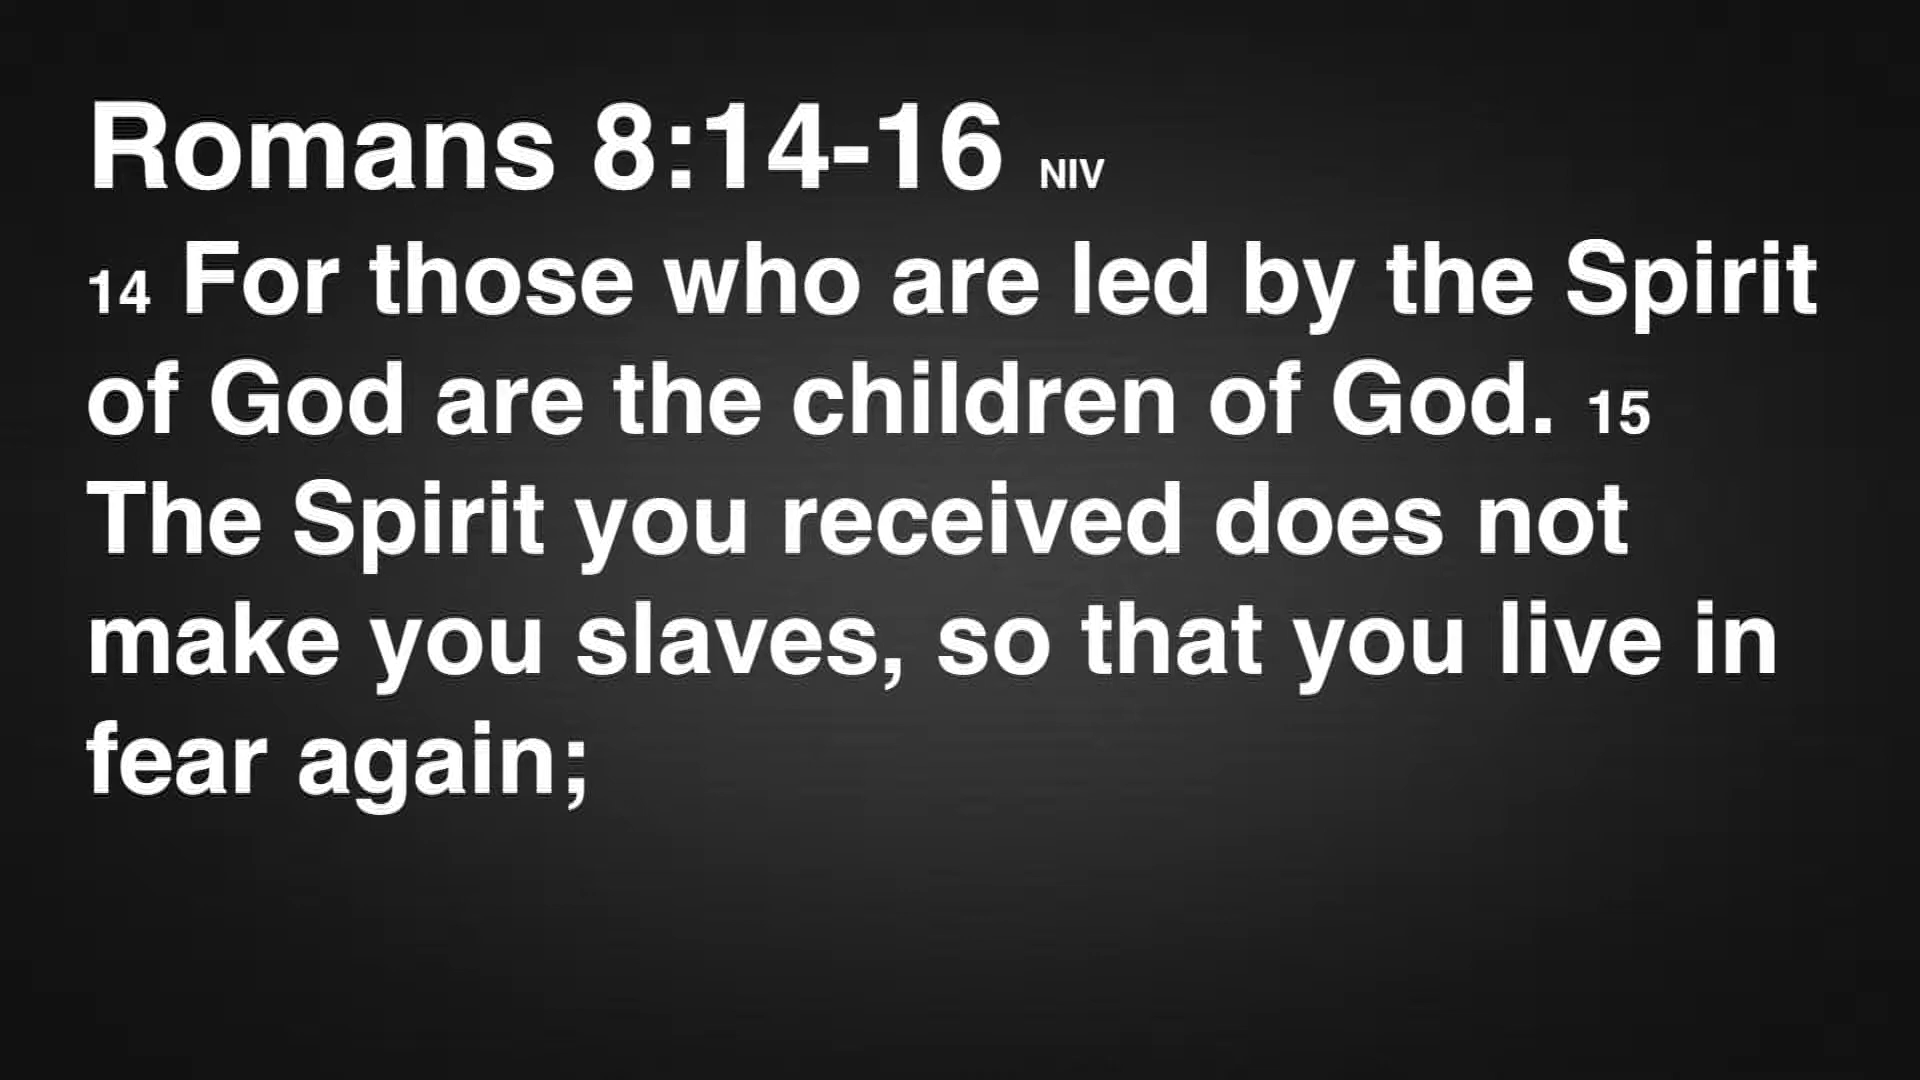 Romans 8:14-16 NIV
14 For those who are led by the Spirit
of God are the children of God. 15
The Spirit you received does not
make you slaves, so that you live in
fear again;